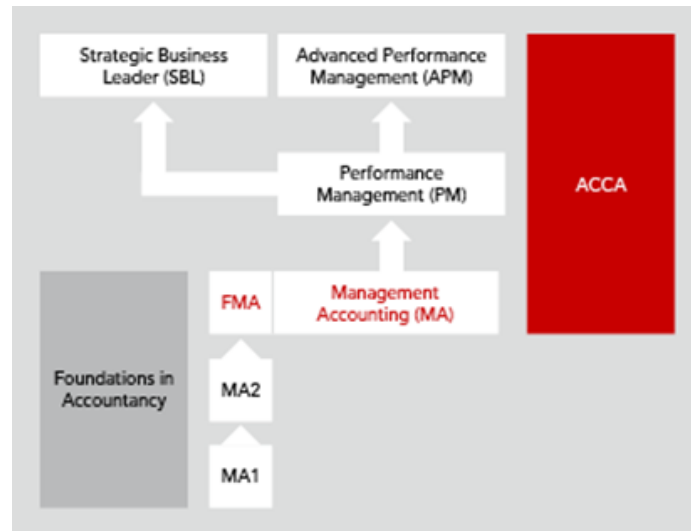 Strategic Business
Leader (SBL)
Advanced Performance
Management (APM)
Performance
Management (PM)
ACCA
FMA
Management
Accounting (MA)
Foundations in
Accountancy
MA2
MA1